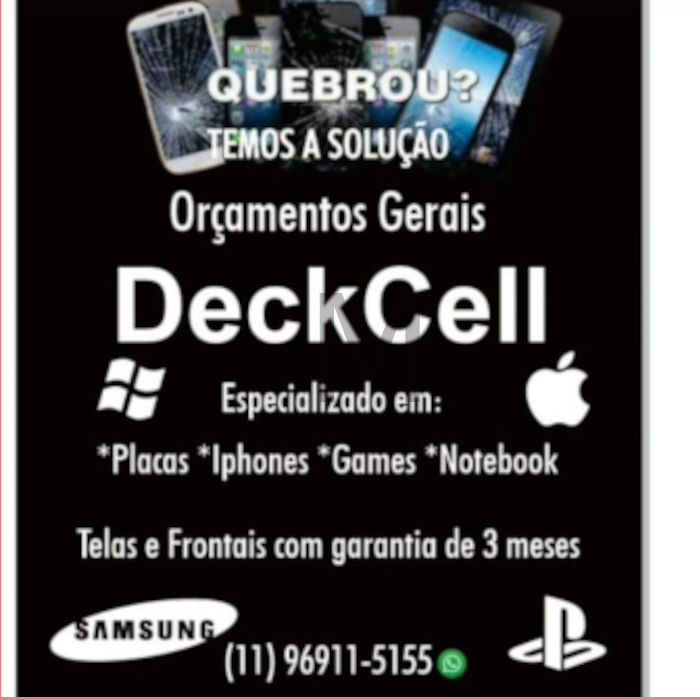 QUEBROU?
TEMOS A SOLUÇÃO
Orçamentos Gerais
DeckCell
Especializado em:
*Placas *Iphones *Games *Notebook
Telas e Frontais com garantia de 3 meses
SAMSUNG
(11) 96911-5155